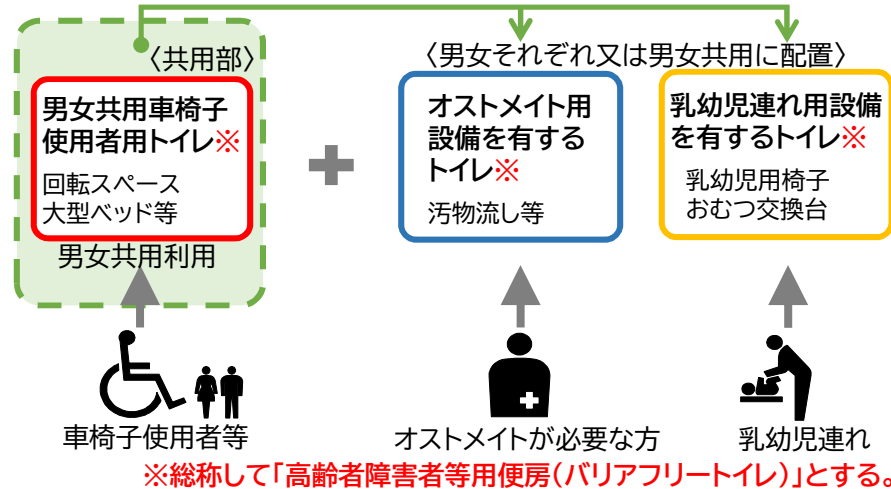 〈共用部〉
男女共用車椅子
使用者用トイレ※
回転スペース
大型ベッド等
男女共用利用
車椅子使用者等
〈男女それぞれ又は男女共用に配置〉
オストメイト用
設備を有する
トイレ※
汚物流し等
オストメイトが必要な方
乳幼児連れ用設備
を有するトイレ※
乳幼児用椅子
おむつ交換台
乳幼児連れ
※総称して「高齢者障害者等用便房(バリアフリートイレ)」とする。